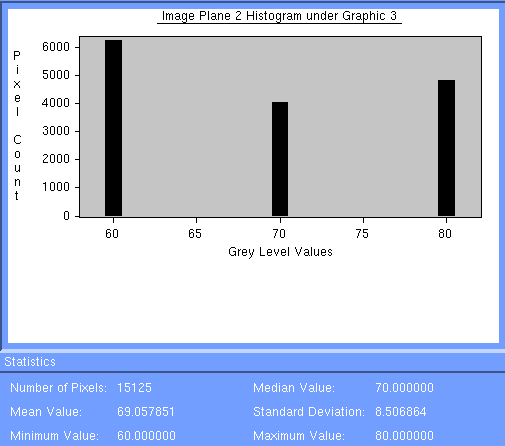 Image Plane 2 Histogram under Graphic 3
Pixel Count
6000
5000
4000
3000
2000
1000
0
60 65 70 75 80
Grey Level Values
Statistics
Number of Pixels: 15125 Median Value: 70.000000
Mean Value: 69.057851 Standard Deviation: 8.506864
Minimum Value: 60.000000 Maximum Value: 80.000000